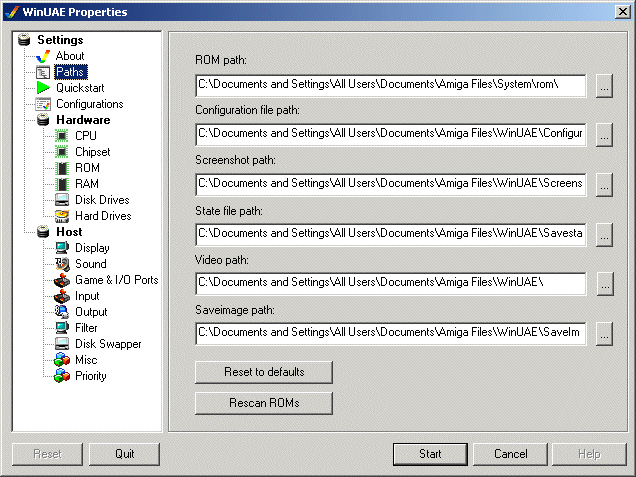 WinUAE Properties
Settings
About
Paths
Quickstart
Configurations
Hardware
CPU
Chipset
ROM
RAM
Disk Drives
Hard Drives
Host
Display
Sound
Game & I/O Ports
Input
Output
Filter
Disk Swapper
Misc
Priority
ROM path:
C:\Documents and Settings\All Users\Documents\Amiga Files\System\rom\
...
Configuration file path:
C:\Documents and Settings\All Users\Documents\Amiga Files\WinUAE\Configur
...
Screenshot path:
C:\Documents and Settings\All Users\Documents\Amiga Files\WinUAE\Screens
...
State file path:
C:\Documents and Settings\All Users\Documents\Amiga Files\WinUAE\Savesta
...
Video path:
C:\Documents and Settings\All Users\Documents\Amiga Files\WinUAE\
...
Saveimage path:
C:\Documents and Settings\All Users\Documents\Amiga Files\WinUAE\SaveIm
...
Reset to defaults
Rescan ROMs
Reset
Quit
Start
Cancel
Help